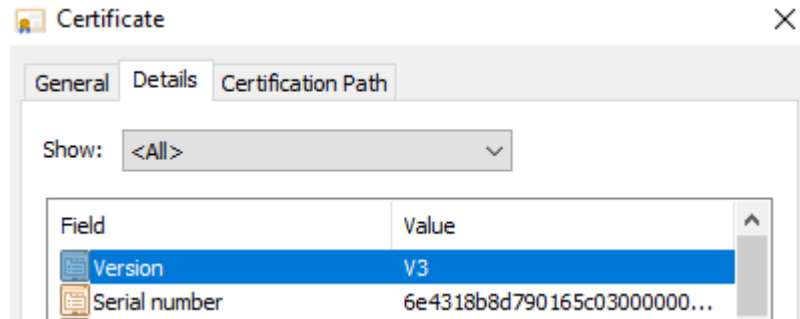 Certificate
General Details Certification Path
Show: <All>
Field Value
Version V3
Serial number 6e4318b8d790165c03000000...